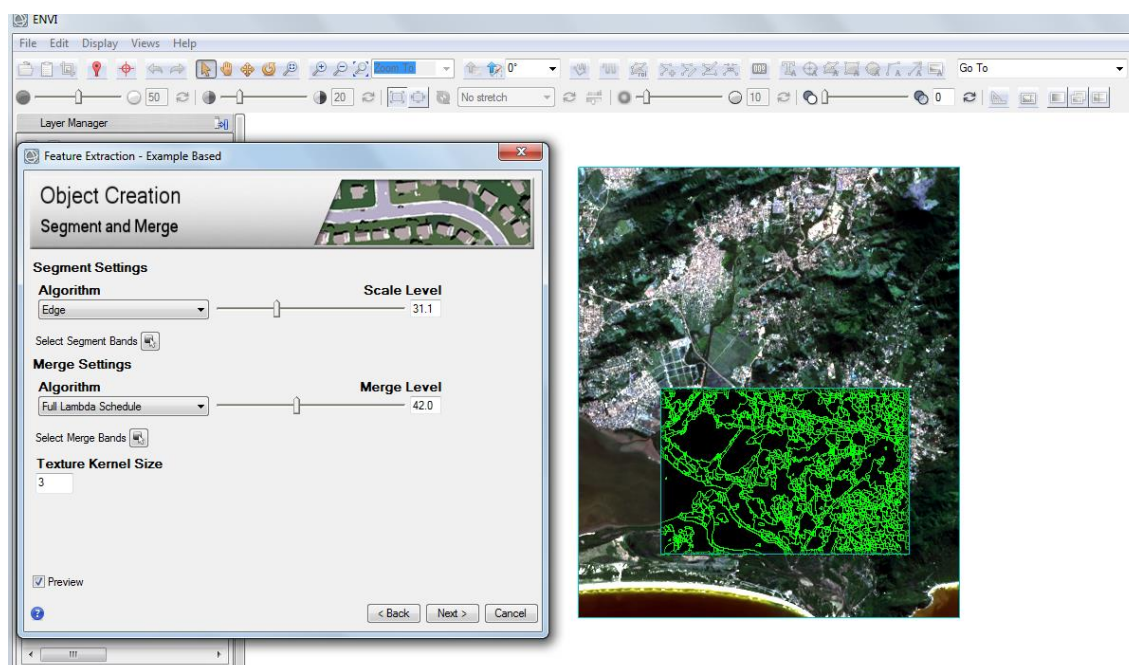 ENVI
File Edit Display Views Help
Zoom To 0° Go To
50 20 No stretch 10 0
Layer Manager
Feature Extraction - Example Based
Object Creation
Segment and Merge
Segment Settings
Algorithm Scale Level
Edge 31.1
Select Segment Bands
Merge Settings
Algorithm Merge Level
Full Lambda Schedule 42.0
Select Merge Bands
Texture Kernel Size
3
Preview
< Back Next > Cancel